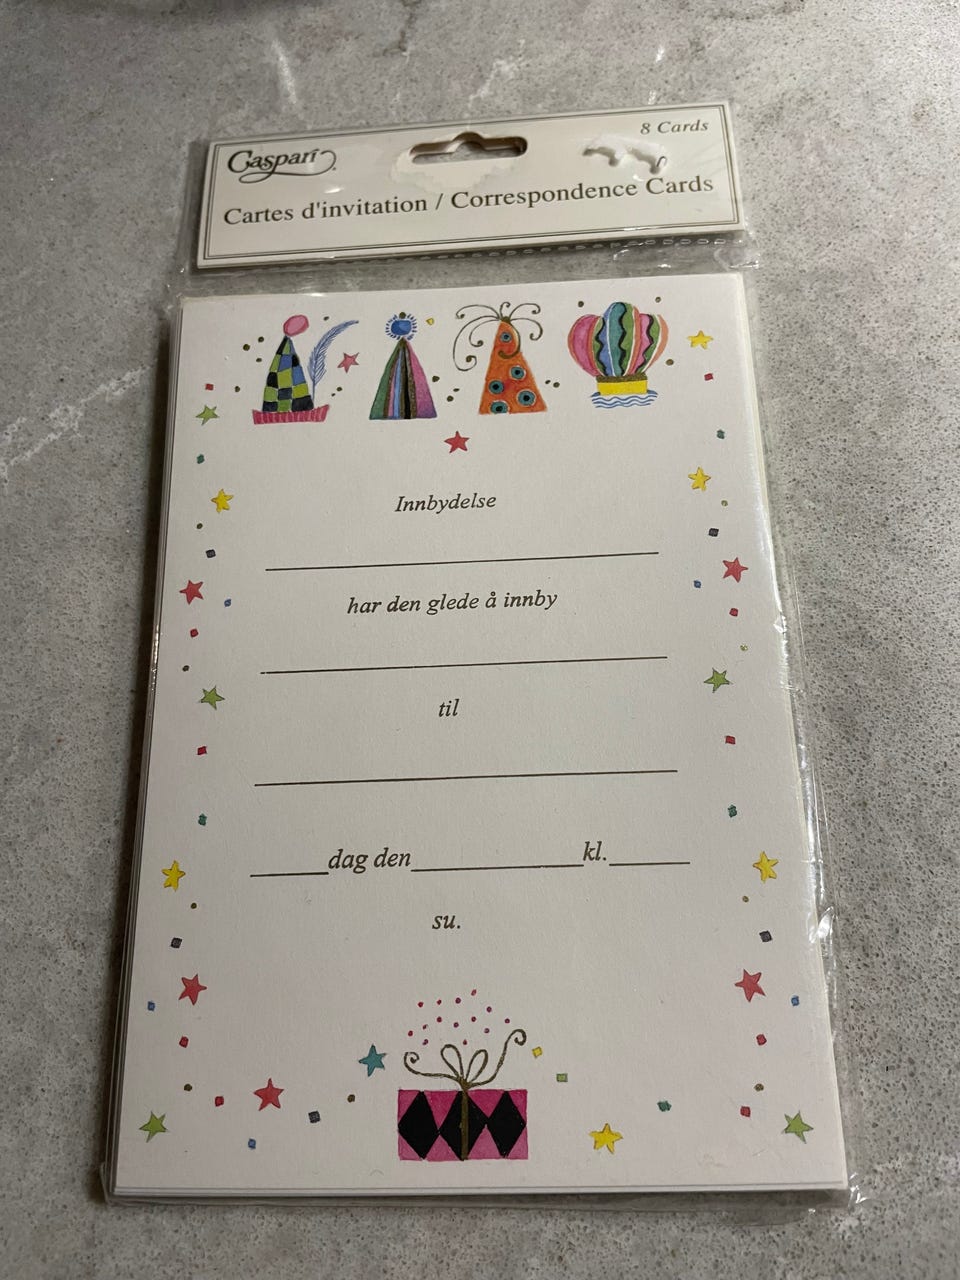 Caspari
8 Cards
Cartes d'invitation / Correspondence Cards
Innbydelse
har den glede å innby
til
dag den kl.
su.